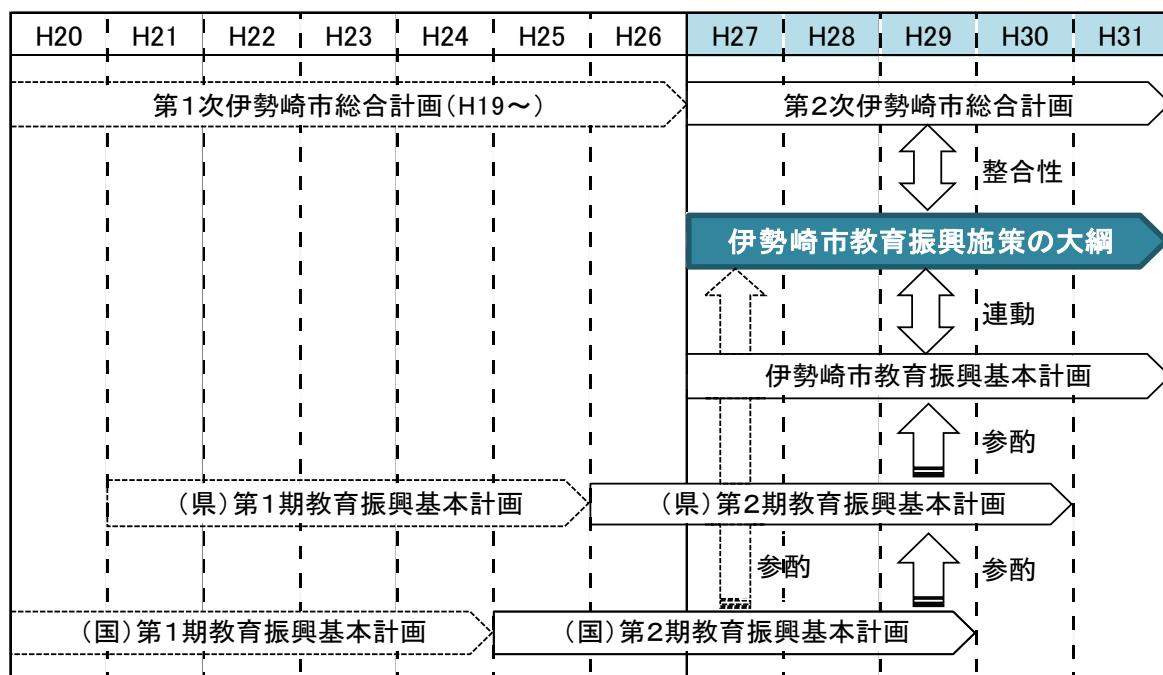 H20 H21 H22 H23 H24 H25 H26 H27 H28 H29 H30 H31
第1次伊勢崎市総合計画（H19～） 第2次伊勢崎市総合計画
整合性
伊勢崎市教育振興施策の大綱
連動
伊勢崎市教育振興基本計画
参酌
（県）第1期教育振興基本計画 （県）第2期教育振興基本計画
参酌 参酌
（国）第1期教育振興基本計画 （国）第2期教育振興基本計画